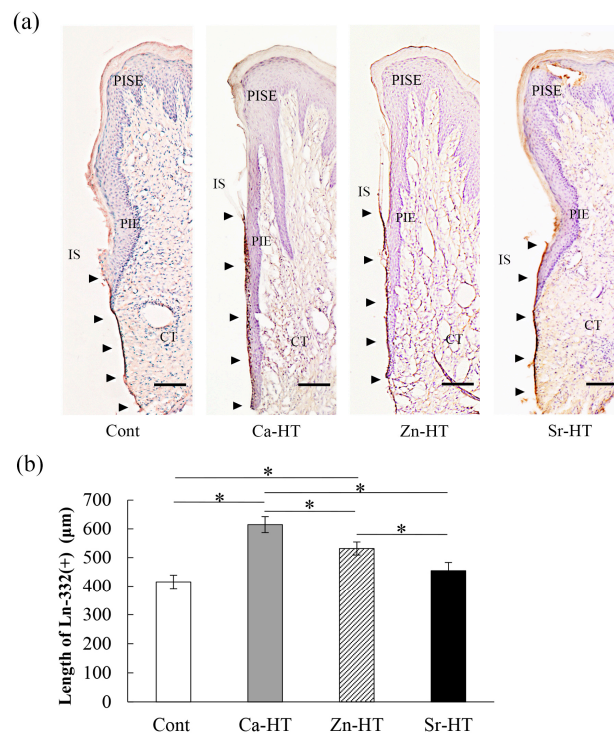 (a)
PISE PISE PISE PISE
IS IS IS
PIE PIE PIE PIE
IS
CT CT CT CT
Cont Ca-HT Zn-HT Sr-HT
(b)
*
* *
* *
Length of Ln-332(+) (μm)
700
600
500
400
300
200
100
0
Cont Ca-HT Zn-HT Sr-HT